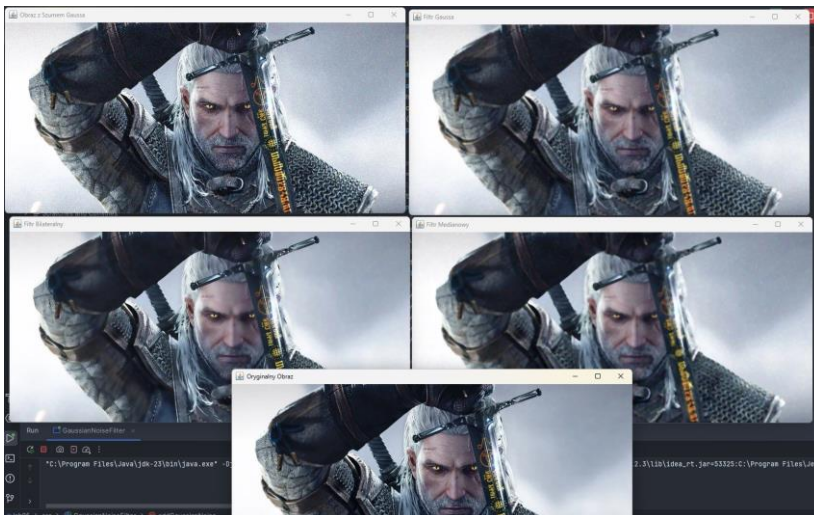 Obraz z Szumem Gaussa
Filtr Gaussa
Filtr Bilateralny
Filtr Medianowy
Oryginalny Obraz
Run GaussianNoiseFilter
"C:\Program Files\Java\jdk-23\bin\java.exe"
2.3\lib\idea_rt.jar=53325:C:\Program Files\Je